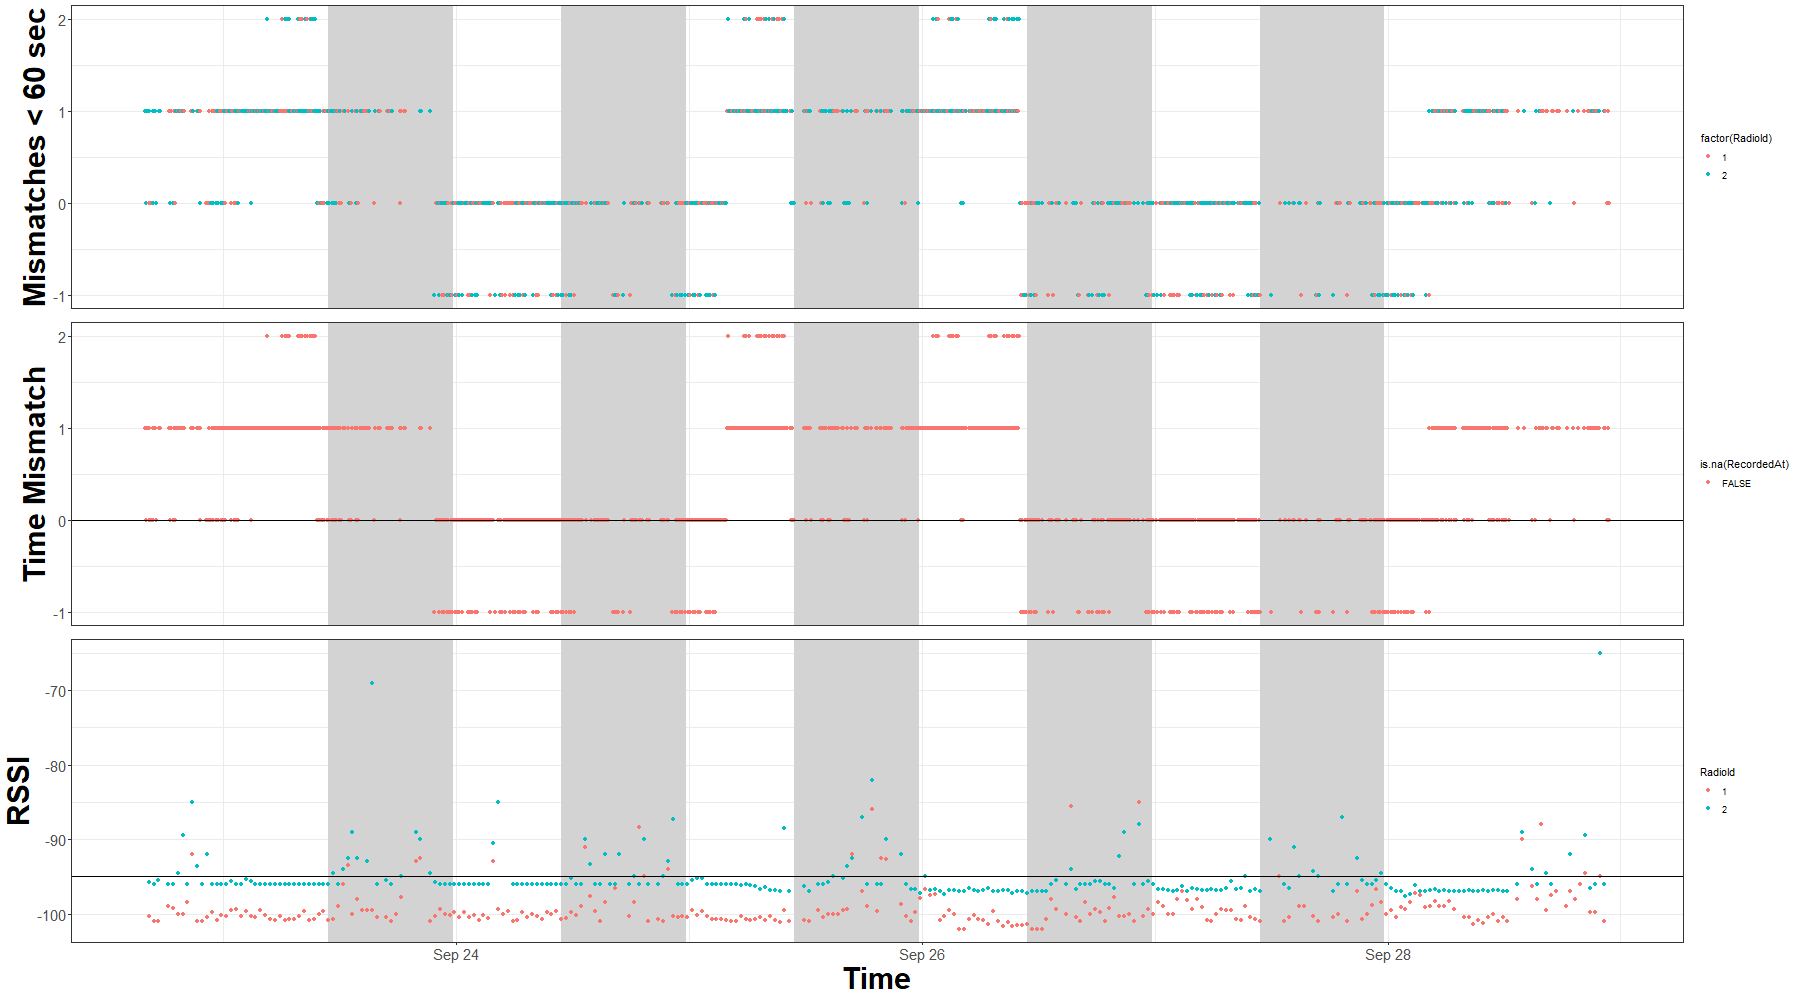 Mismatches < 60 sec
2
1
0
-1
factor(RadioId)
1
2
Time Mismatch
2
1
0
-1
is.na(RecordedAt)
FALSE
RSSI
-70
-80
-90
-100
RadioId
1
2
Sep 24
Sep 26
Sep 28
Time